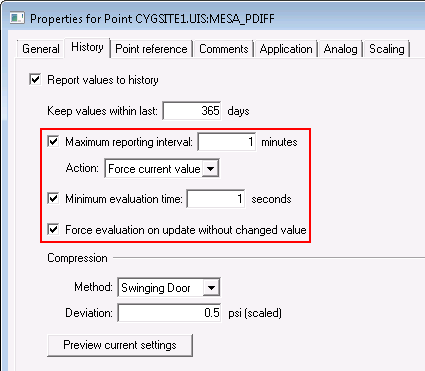 Properties for Point CYGSITE1.UIS:MESA_PDIFF
General History Point reference Comments Application Analog Scaling
Report values to history
Keep values within last: 365 days
Maximum reporting interval: 1 minutes
Action: Force current value
Minimum evaluation time: 1 seconds
Force evaluation on update without changed value
Compression
Method: Swinging Door
Deviation: 0.5 psi (scaled)
Preview current settings